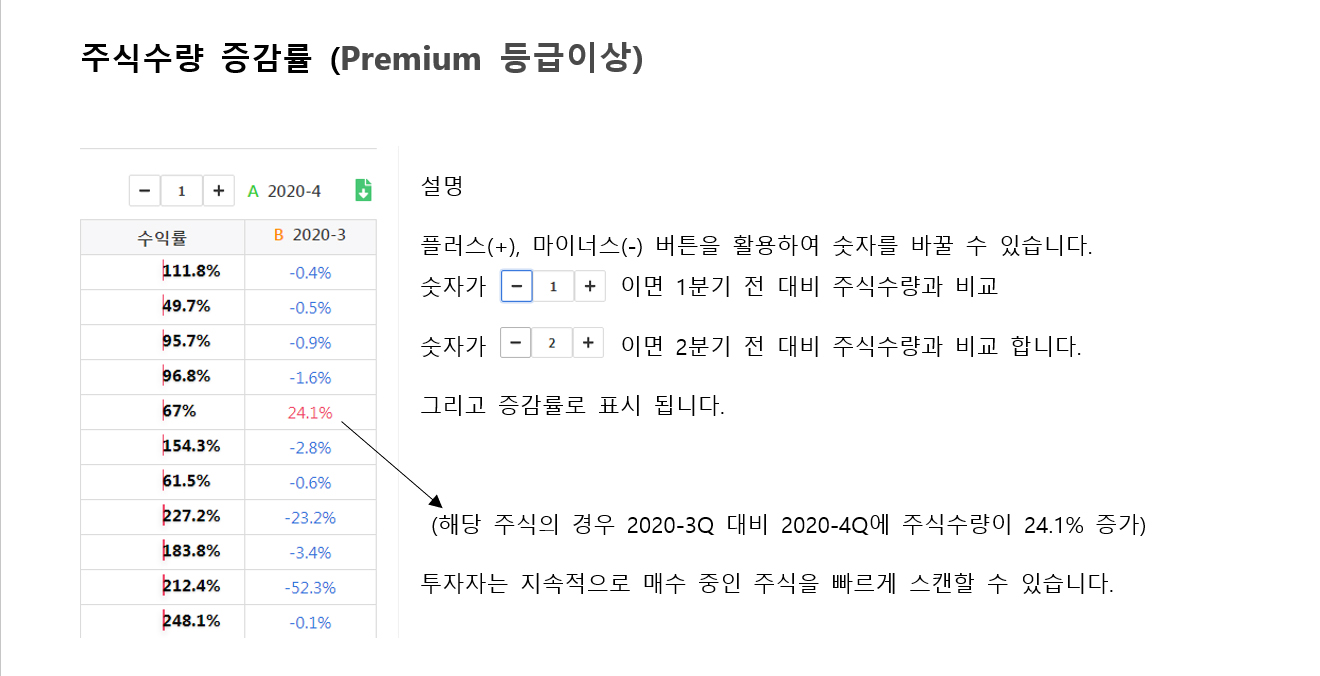 주식수량 증감률 (Premium 등급이상)
− 1 + A 2020-4
수익률 B 2020-3
111.8% -0.4%
49.7% -0.5%
95.7% -0.9%
96.8% -1.6%
67% 24.1%
154.3% -2.8%
61.5% -0.6%
227.2% -23.2%
183.8% -3.4%
212.4% -52.3%
248.1% -0.1%
설명
플러스(+), 마이너스(-) 버튼을 활용하여 숫자를 바꿀 수 있습니다.
숫자가 − 1 + 이면 1분기 전 대비 주식수량과 비교
숫자가 − 2 + 이면 2분기 전 대비 주식수량과 비교 합니다.
그리고 증감률로 표시 됩니다.
(해당 주식의 경우 2020-3Q 대비 2020-4Q에 주식수량이 24.1% 증가)
투자자는 지속적으로 매수 중인 주식을 빠르게 스캔할 수 있습니다.